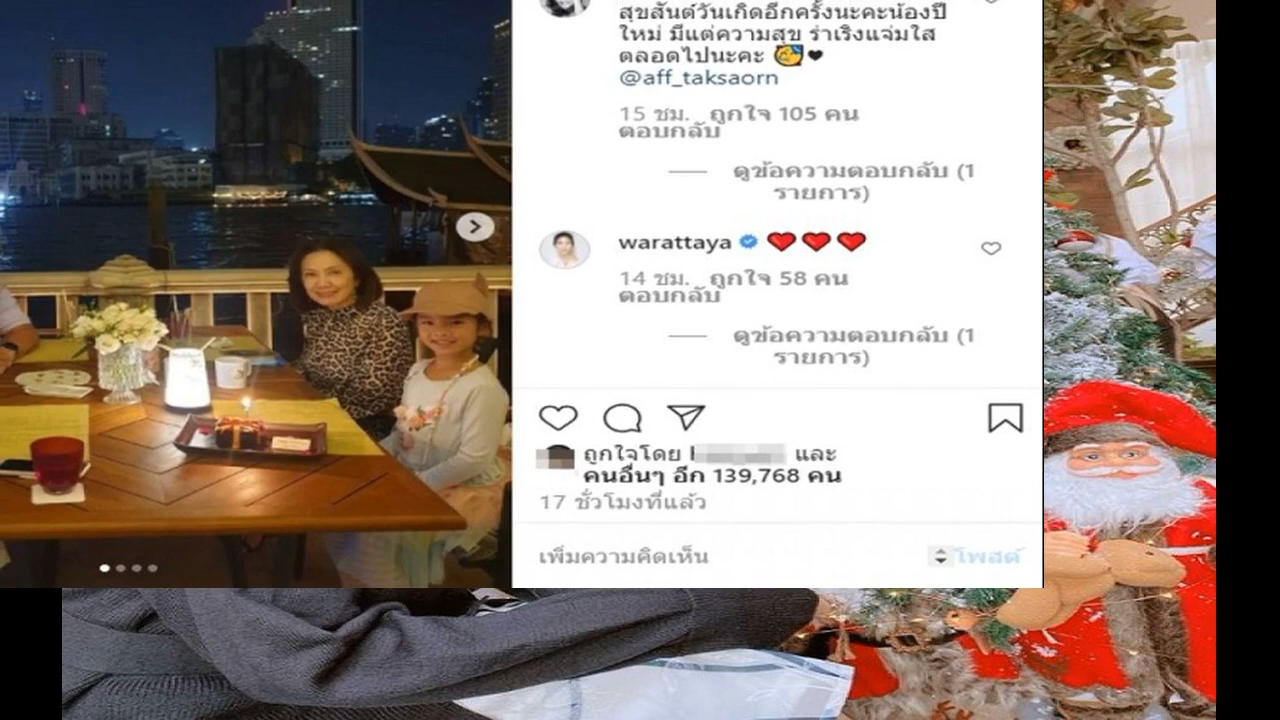 สุขสันต์วันเกิดอีกครั้งนะคะน้องปี
ใหม่ มีแต่ความสุข ร่าเริงแจ่มใส
ตลอดไปนะคะ 🥳❤
@aff_taksaorn
15 ชม. ถูกใจ 105 คน
ตอบกลับ
ดูข้อความตอบกลับ (1
รายการ)
warattaya ❤❤❤
14 ชม. ถูกใจ 58 คน
ตอบกลับ
ดูข้อความตอบกลับ (1
รายการ)
ถูกใจโดย และ
คนอื่นๆ อีก 139,768 คน
17 ชั่วโมงที่แล้ว
เพิ่มความคิดเห็น
โพสต์